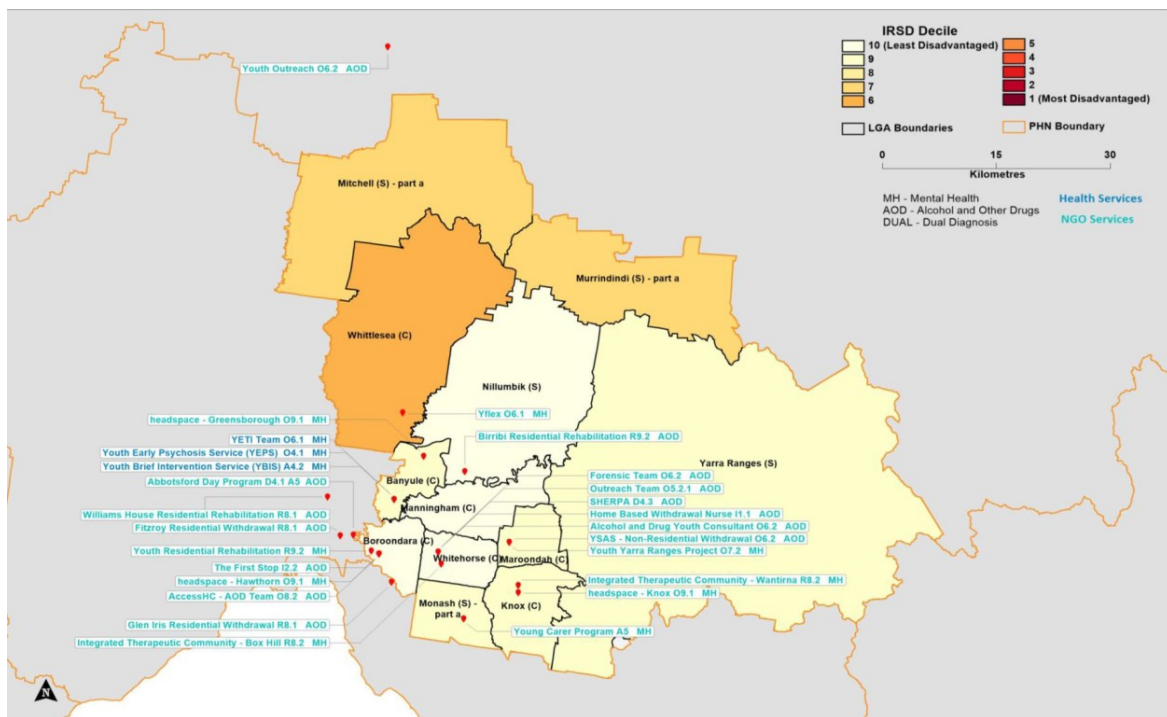 IRSD Decile
10 (Least Disadvantaged)
9
8
7
6
5
4
3
2
1 (Most Disadvantaged)
LGA Boundaries
PHN Boundary
0 15 30
Kilometres
MH - Mental Health
AOD - Alcohol and Other Drugs
DUAL - Dual Diagnosis
Health Services
NGO Services
Youth Outreach O6.2 AOD
Mitchell (S) - part a
Murrindindi (S) - part a
Whittlesea (C)
Nillumbik (S)
Yarra Ranges (S)
Banyule (C)
Manningham (C)
Boroondara (C)
Whitehorse (C)
Maroondah (C)
Monash (S) -
part a
Knox (C)
headspace - Greensborough O9.1 MH
YETI Team O6.1 MH
Youth Early Psychosis Service (YEPS) O4.1 MH
Youth Brief Intervention Service (YBIS) A4.2 MH
Abbotsford Day Program D4.1 A5 AOD
Williams House Residential Rehabilitation R8.1 AOD
Fitzroy Residential Withdrawal R8.1 AOD
Youth Residential Rehabilitation R9.2 MH
The First Stop I2.2 AOD
headspace - Hawthorn O9.1 MH
AccessHC - AOD Team O8.2 AOD
Glen Iris Residential Withdrawal R8.1 AOD
Integrated Therapeutic Community - Box Hill R8.2 MH
Yflex O6.1 MH
Birribi Residential Rehabilitation R9.2 AOD
Forensic Team O6.2 AOD
Outreach Team O5.2.1 AOD
SHERPA D4.3 AOD
Home Based Withdrawal Nurse I1.1 AOD
Alcohol and Drug Youth Consultant O6.2 AOD
YSAS - Non-Residential Withdrawal O6.2 AOD
Youth Yarra Ranges Project O7.2 MH
Integrated Therapeutic Community - Wantirna R8.2 MH
headspace - Knox O9.1 MH
Young Carer Program A5 MH
N